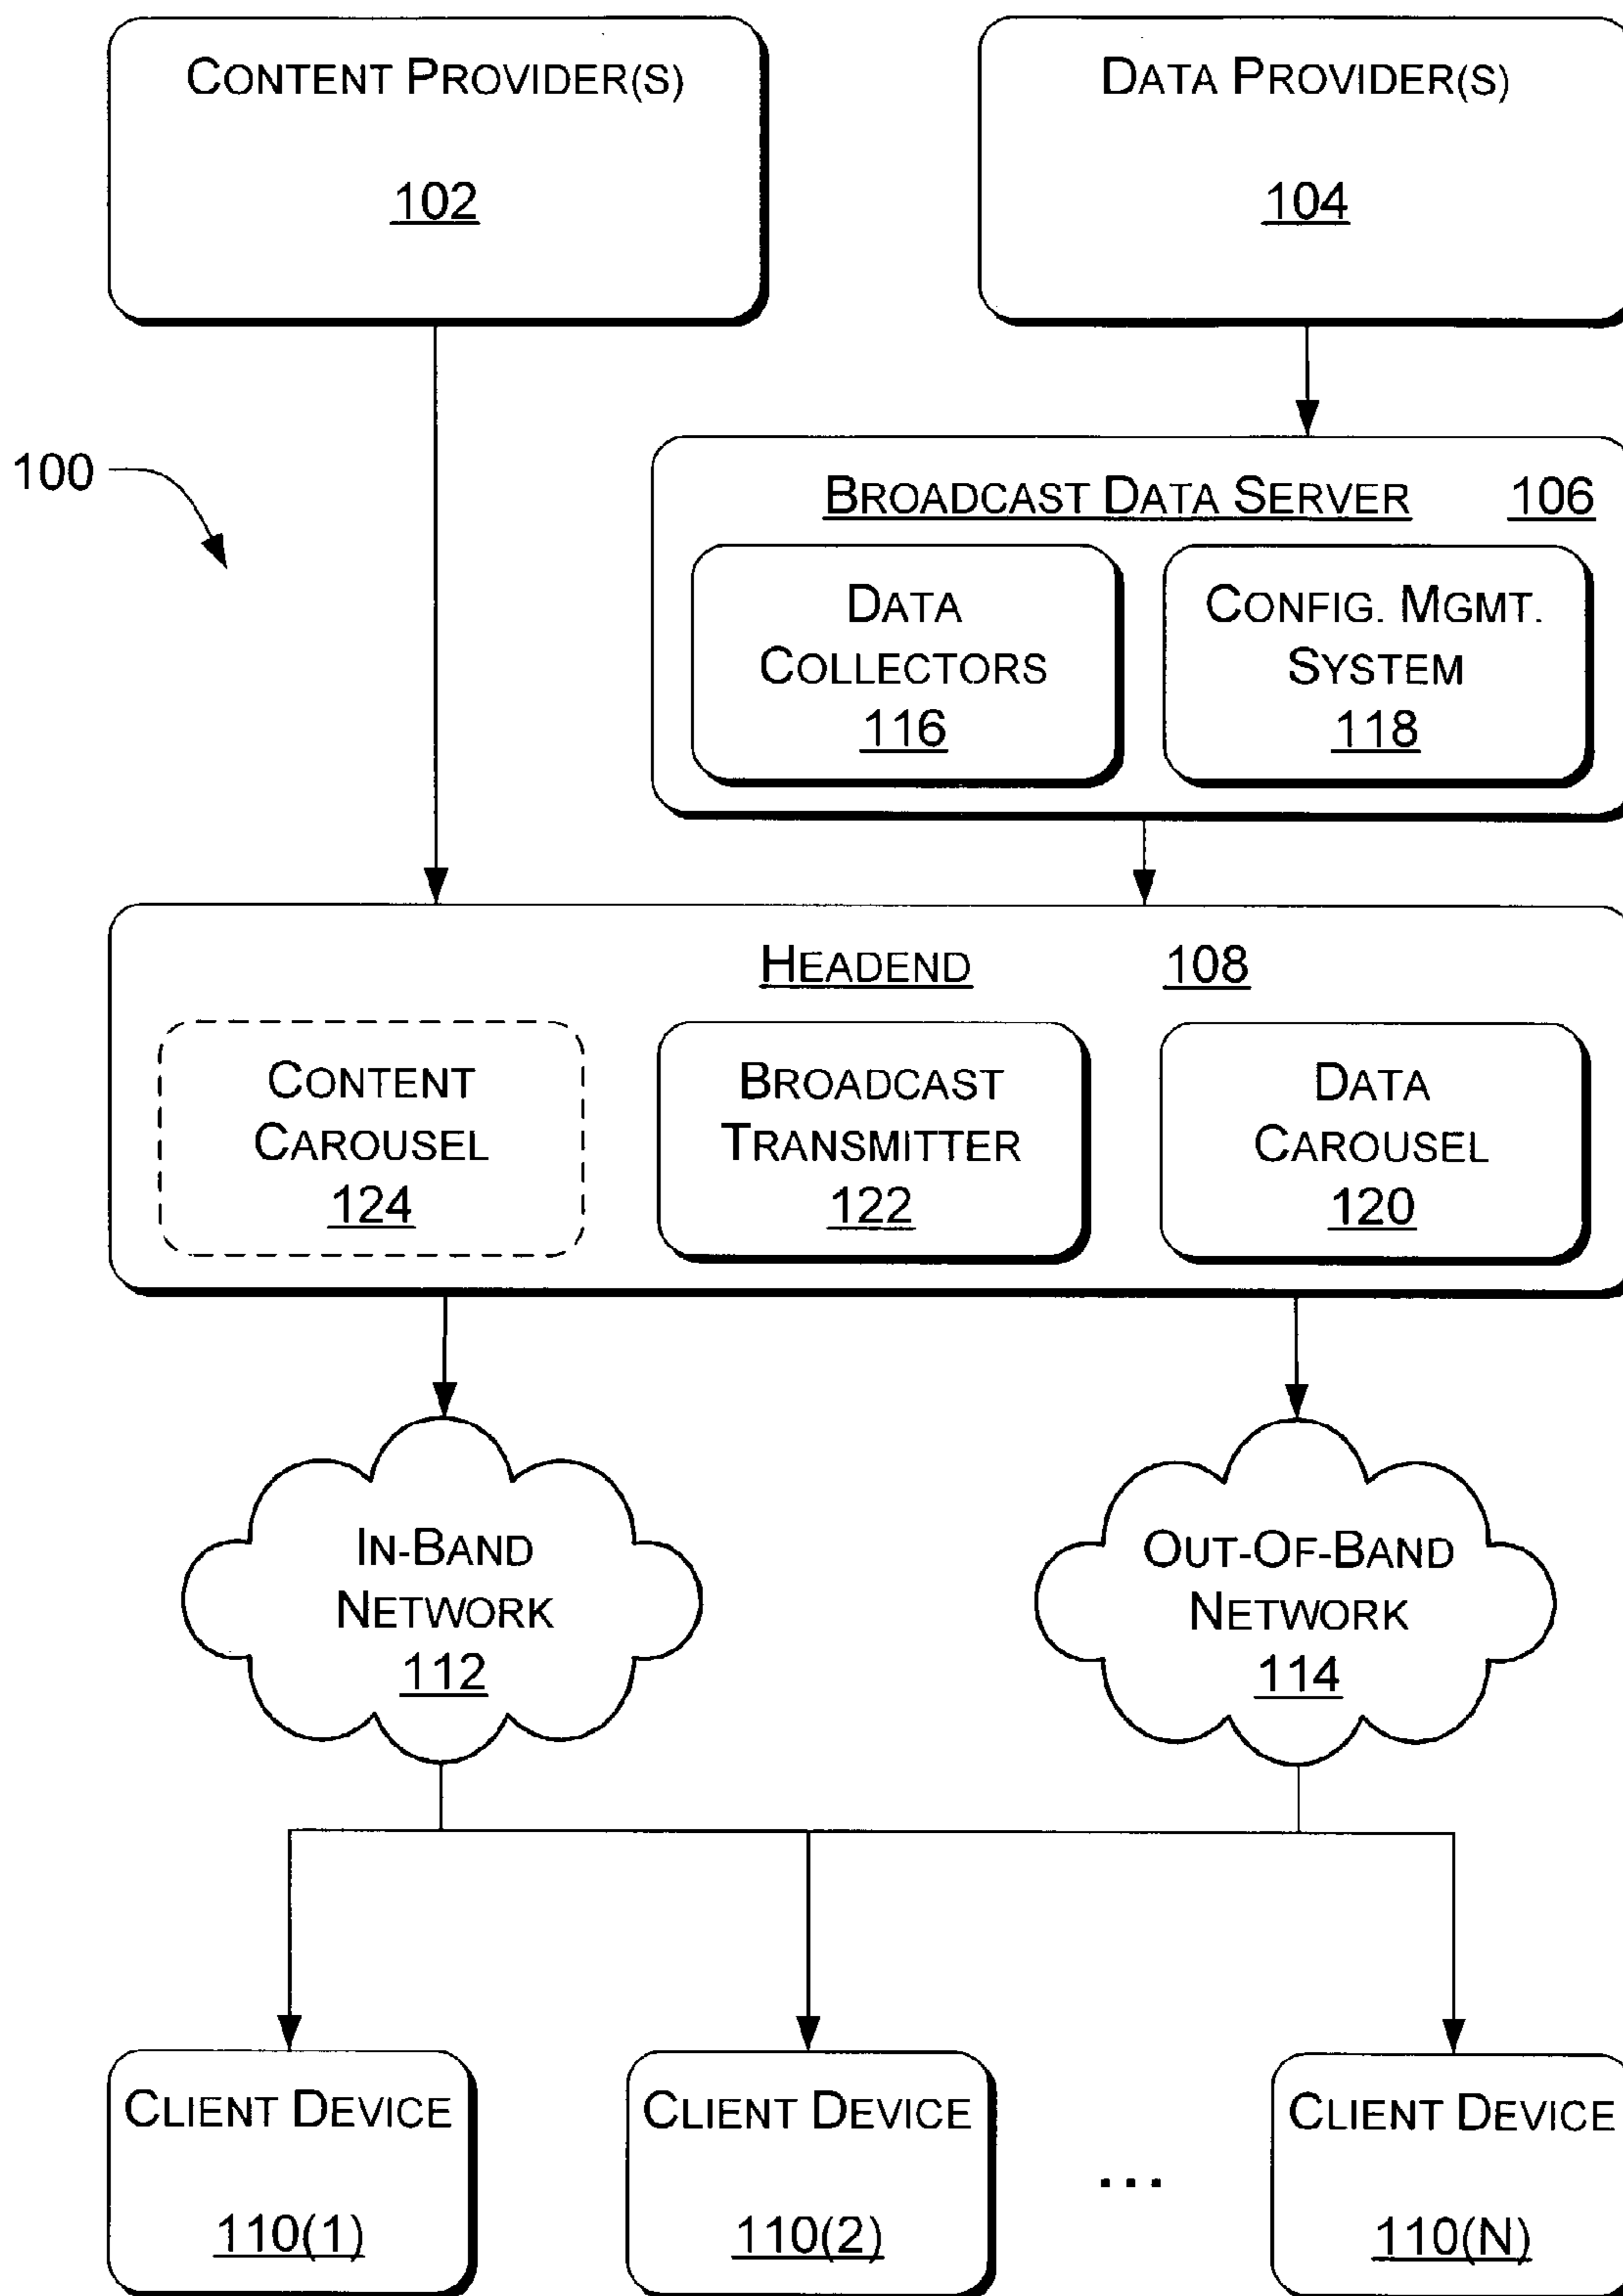 CONTENT PROVIDER(S)
102
DATA PROVIDER(S)
104
100
BROADCAST DATA SERVER 106
DATA
COLLECTORS
116
CONFIG. MGMT.
SYSTEM
118
HEADEND 108
CONTENT
CAROUSEL
124
BROADCAST
TRANSMITTER
122
DATA
CAROUSEL
120
IN-BAND
NETWORK
112
OUT-OF-BAND
NETWORK
114
CLIENT DEVICE
110(1)
CLIENT DEVICE
110(2)
...
CLIENT DEVICE
110(N)